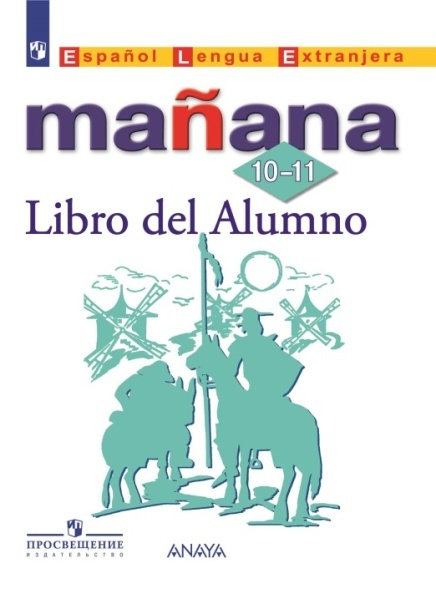 Español Lengua Extranjera
mañana
10-11
Libro del Alumno
ПРОСВЕЩЕНИЕ
ИЗДАТЕЛЬСТВО
ANAYA